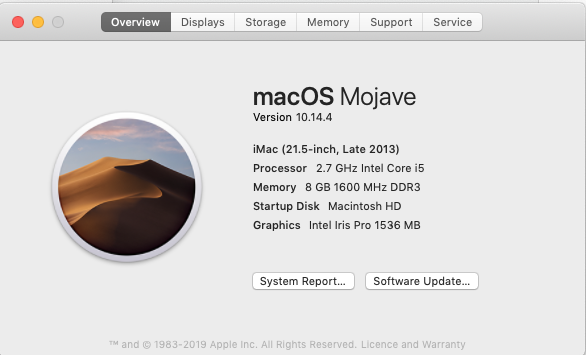 Overview Displays Storage Memory Support Service
macOS Mojave
Version 10.14.4
iMac (21.5-inch, Late 2013)
Processor 2.7 GHz Intel Core i5
Memory 8 GB 1600 MHz DDR3
Startup Disk Macintosh HD
Graphics Intel Iris Pro 1536 MB
System Report... Software Update...
™ and © 1983-2019 Apple Inc. All Rights Reserved. Licence and Warranty